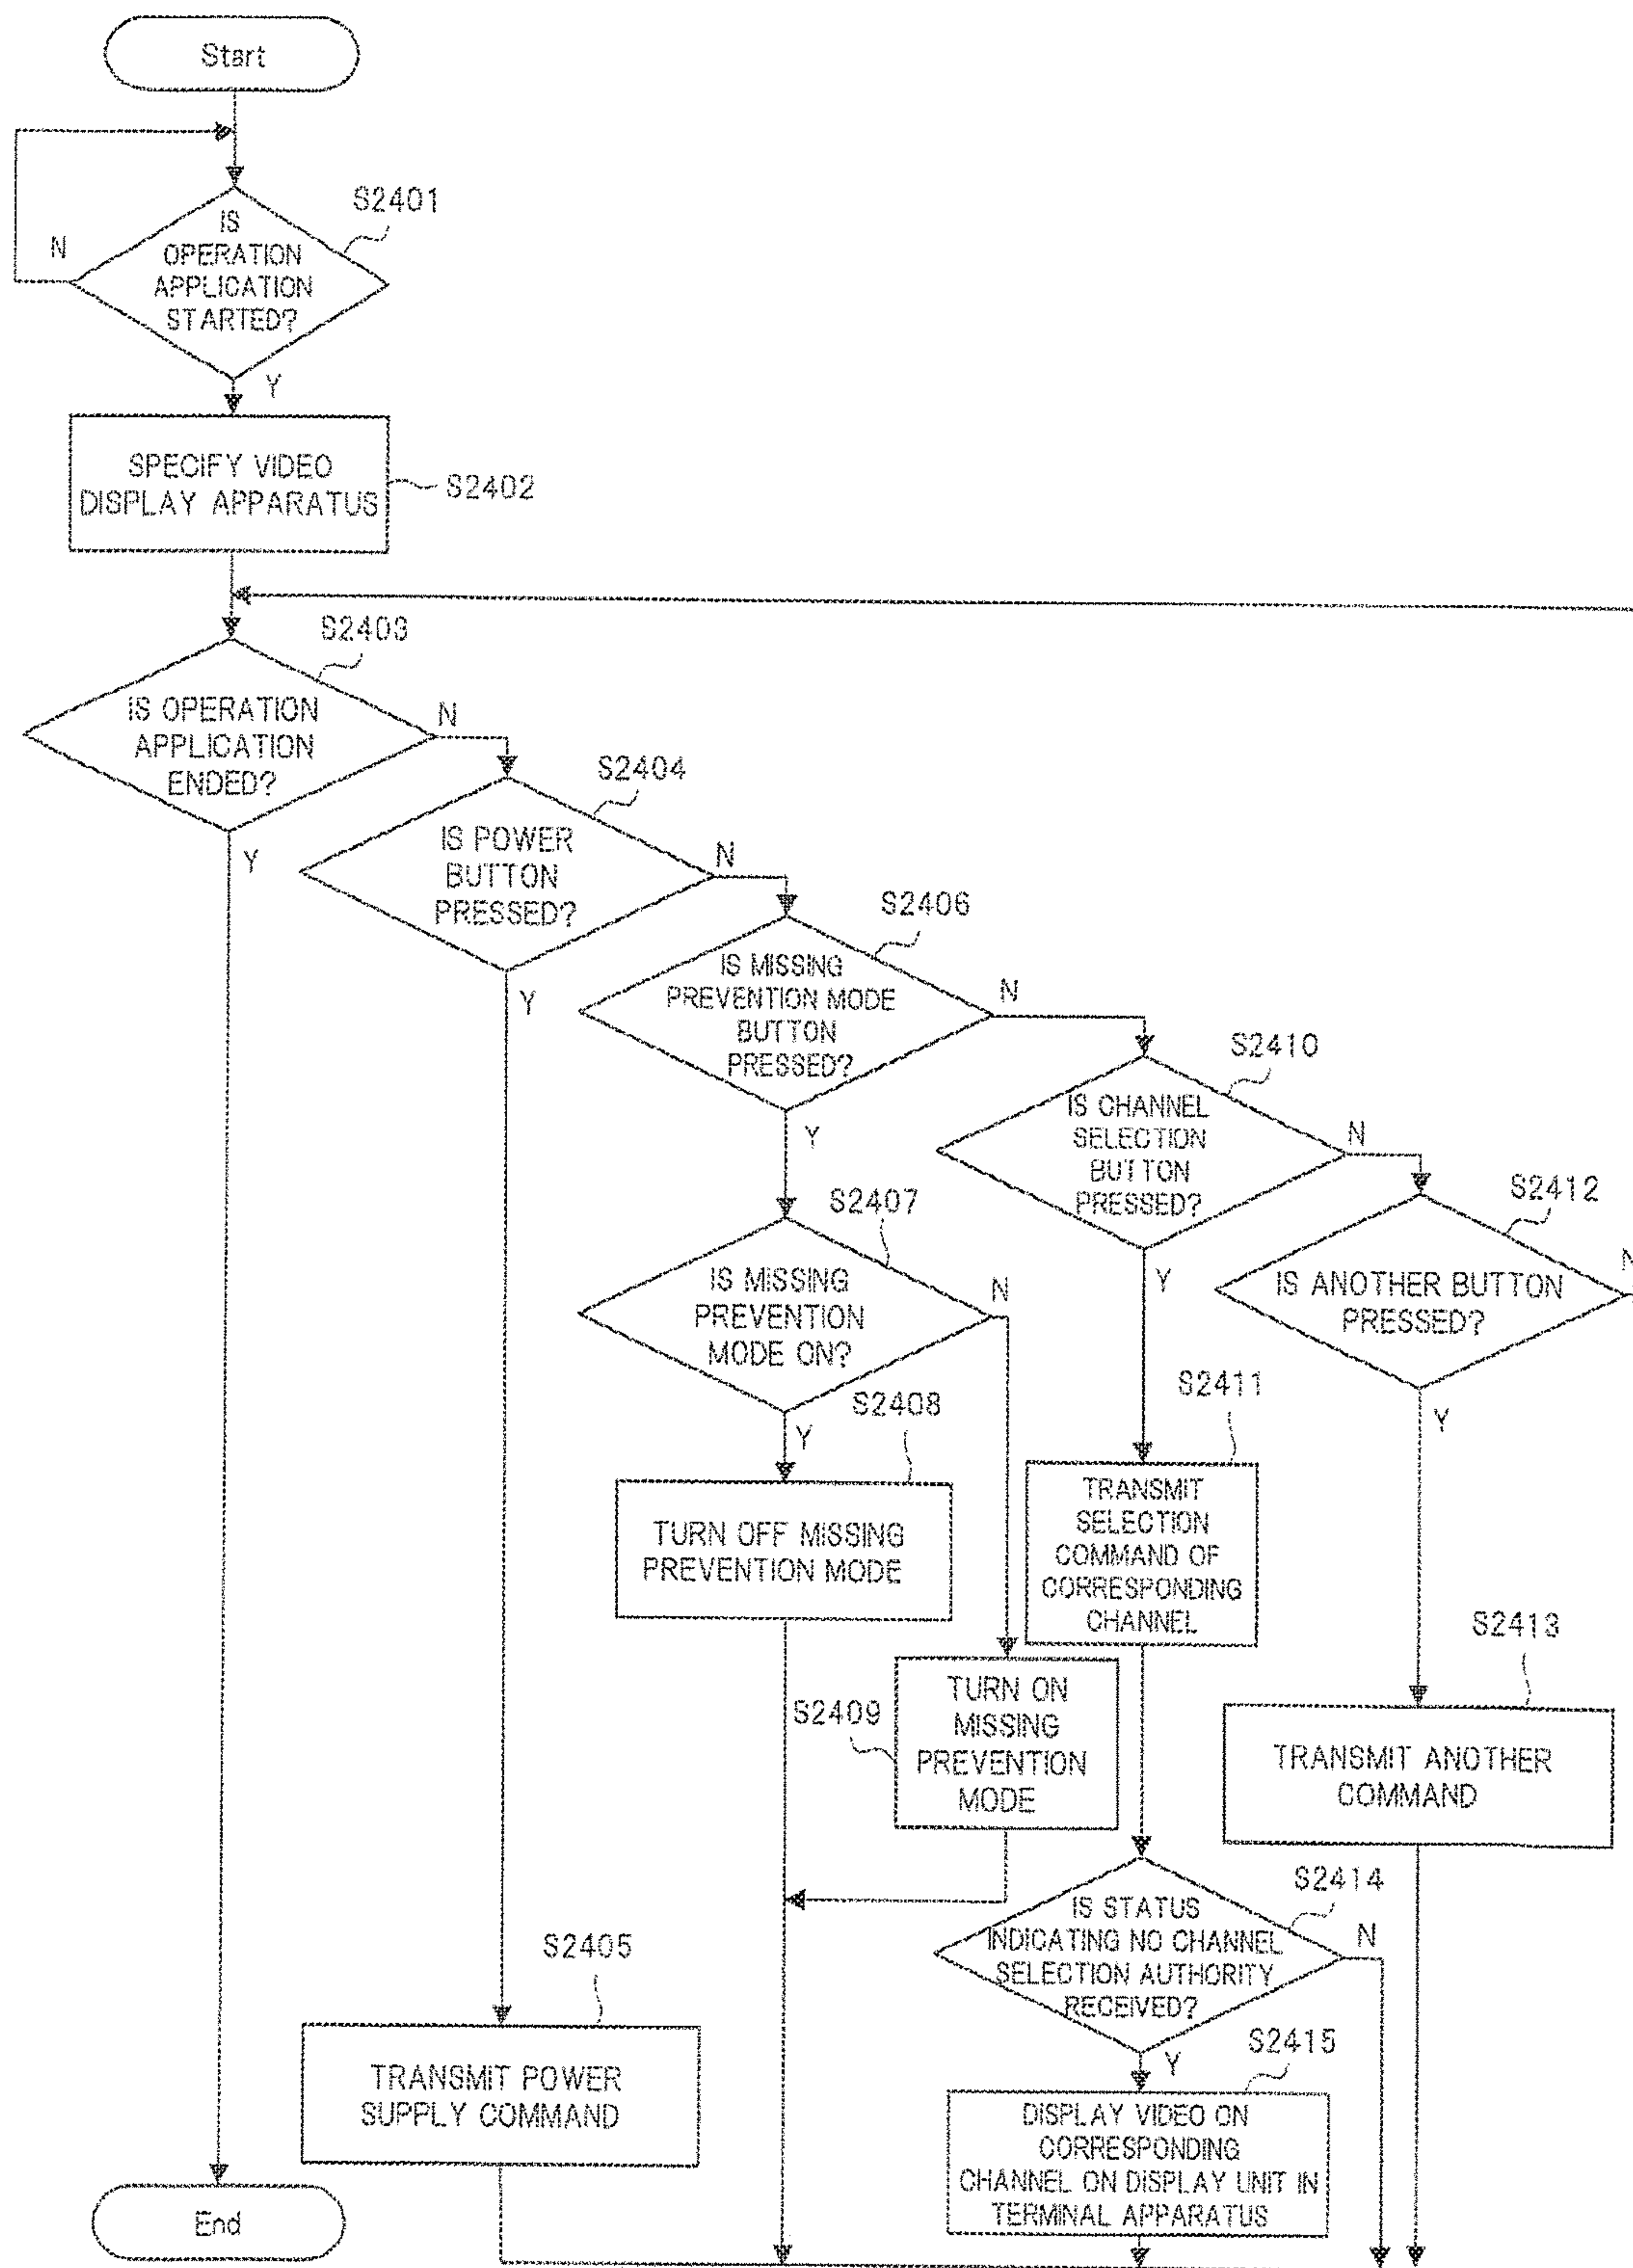 Start
S2401
IS
OPERATION
APPLICATION
STARTED?
N
Y
SPECIFY VIDEO
DISPLAY APPARATUS
S2402
S2403
IS OPERATION
APPLICATION
ENDED?
N
Y
S2404
IS POWER
BUTTON
PRESSED?
N
Y
S2406
IS MISSING
PREVENTION MODE
BUTTON
PRESSED?
N
Y
S2410
IS CHANNEL
SELECTION
BUTTON
PRESSED?
N
Y
S2412
IS ANOTHER BUTTON
PRESSED?
N
Y
S2407
IS MISSING
PREVENTION
MODE ON?
N
Y
S2408
TURN OFF MISSING
PREVENTION MODE
S2411
TRANSMIT
SELECTION
COMMAND OF
CORRESPONDING
CHANNEL
S2409
TURN ON
MISSING
PREVENTION
MODE
S2413
TRANSMIT ANOTHER
COMMAND
S2414
IS STATUS
INDICATING NO CHANNEL
SELECTION AUTHORITY
RECEIVED?
N
Y
S2405
TRANSMIT POWER
SUPPLY COMMAND
S2415
DISPLAY VIDEO ON
CORRESPONDING
CHANNEL ON DISPLAY UNIT IN
TERMINAL APPARATUS
End